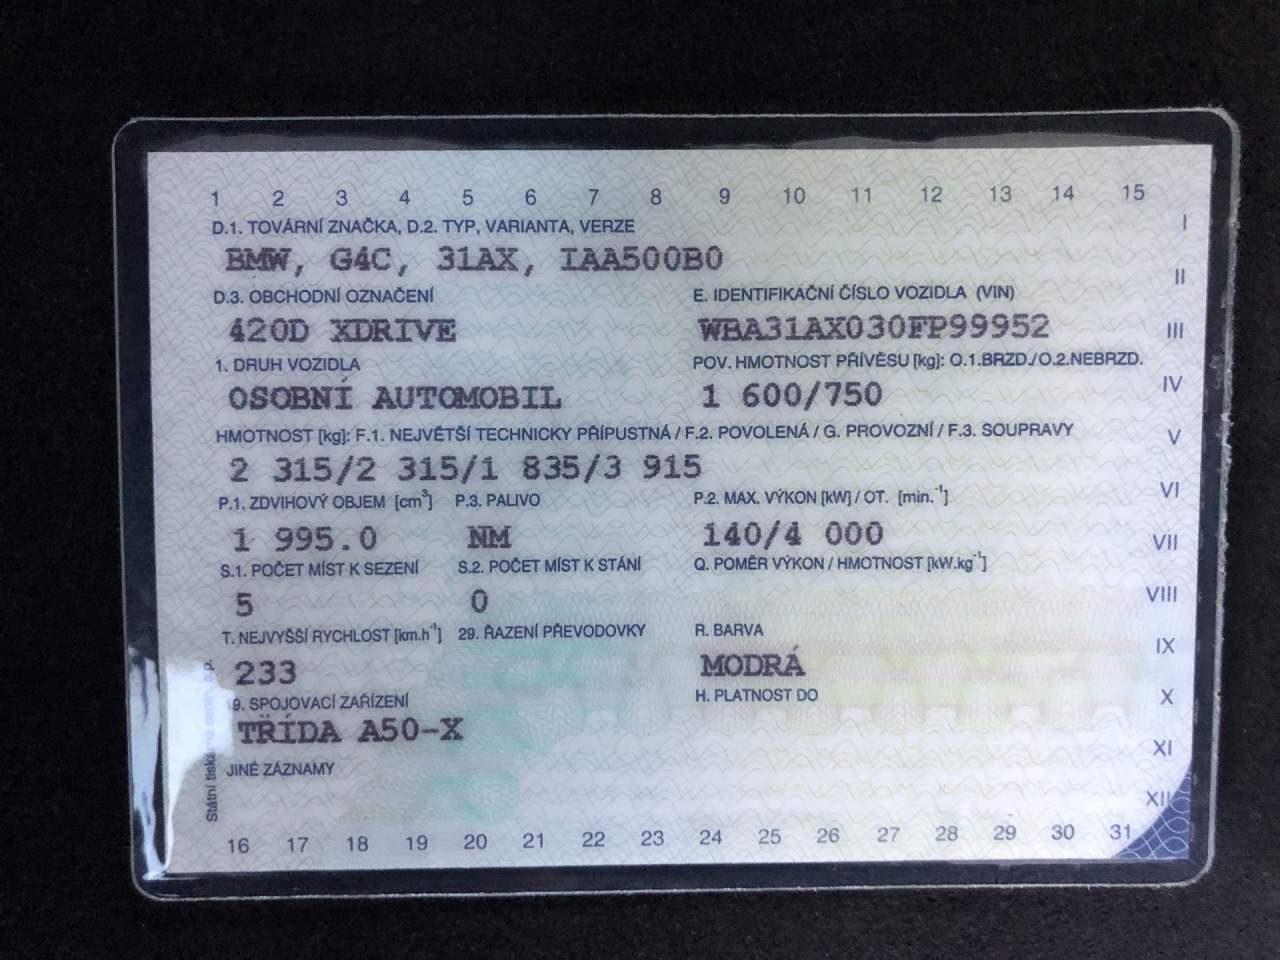 1 2 3 4 5 6 7 8 9 10 11 12 13 14 15
D.1. TOVÁRNÍ ZNAČKA, D.2. TYP, VARIANTA, VERZE
I
BMW, G4C, 31AX, IAA500B0
II
D.3. OBCHODNÍ OZNAČENÍ E. IDENTIFIKAČNÍ ČÍSLO VOZIDLA (VIN)
420D XDRIVE WBA31AX030FP99952
III
1. DRUH VOZIDLA POV. HMOTNOST PŘÍVĚSU [kg]: O.1.BRZD./O.2.NEBRZD.
OSOBNÍ AUTOMOBIL 1 600/750
IV
HMOTNOST [kg]: F.1. NEJVĚTŠÍ TECHNICKY PŘÍPUSTNÁ / F.2. POVOLENÁ / G. PROVOZNÍ / F.3. SOUPRAVY
V
2 315/2 315/1 835/3 915
P.1. ZDVIHOVÝ OBJEM [cm³] P.3. PALIVO P.2. MAX. VÝKON [kW] / OT. [min.⁻¹]
VI
1 995.0 NM 140/4 000
VII
S.1. POČET MÍST K SEZENÍ S.2. POČET MÍST K STÁNÍ Q. POMĚR VÝKON / HMOTNOST [kW.kg⁻¹]
5 0
VIII
T. NEJVYŠŠÍ RYCHLOST [km.h⁻¹] 29. ŘAZENÍ PŘEVODOVKY R. BARVA
IX
233 MODRÁ
9. SPOJOVACÍ ZAŘÍZENÍ H. PLATNOST DO
X
TŘÍDA A50-X
XI
JINÉ ZÁZNAMY
XII
Státní
16 17 18 19 20 21 22 23 24 25 26 27 28 29 30 31